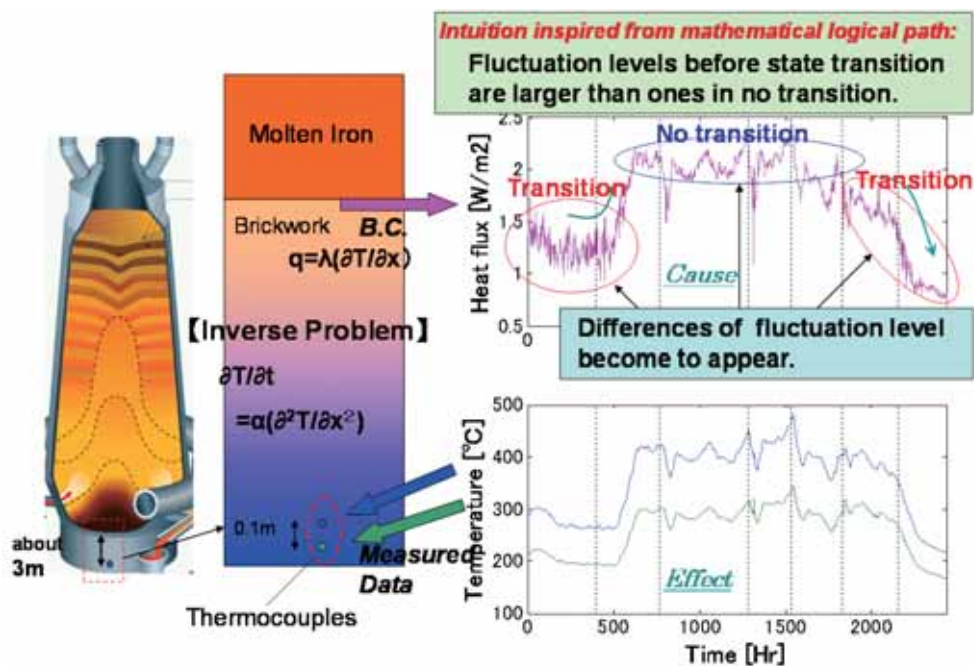 Intuition inspired from mathematical logical path:
Fluctuation levels before state transition
are larger than ones in no transition.
Molten Iron
Brickwork
B.C.
q=λ(∂T/∂x)
【Inverse Problem】
∂T/∂t
=α(∂²T/∂x²)
0.1m
about
3m
Measured
Data
Thermocouples
Heat flux [W/m2]
2.5
2
1.5
1
0.5
0
Transition
No transition
Transition
Cause
Differences of fluctuation level
become to appear.
Temperature [℃]
500
400
300
200
100
Effect
0
500
1000
1500
2000
Time [Hr]